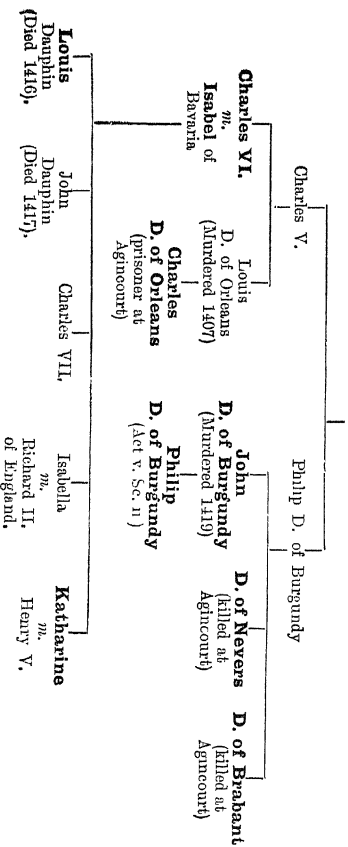 Charles V.
Philip D. of Burgundy
Charles VI.
m.
Isabel of
Bavaria
Louis
D. of Orleans
(Murdered 1407)
John
D. of Burgundy
(Murdered 1419)
D. of Nevers
(killed at
Agincourt)
D. of Brabant
(killed at
Agincourt)
Charles
D. of Orleans
(prisoner at
Agincourt)
Philip
D. of Burgundy
(Act v. Sc. ii)
Louis
Dauphin
(Died 1416),
John
Dauphin
(Died 1417),
Charles VII.
Isabella
m.
Richard II.
of England.
Katharine
m.
Henry V.